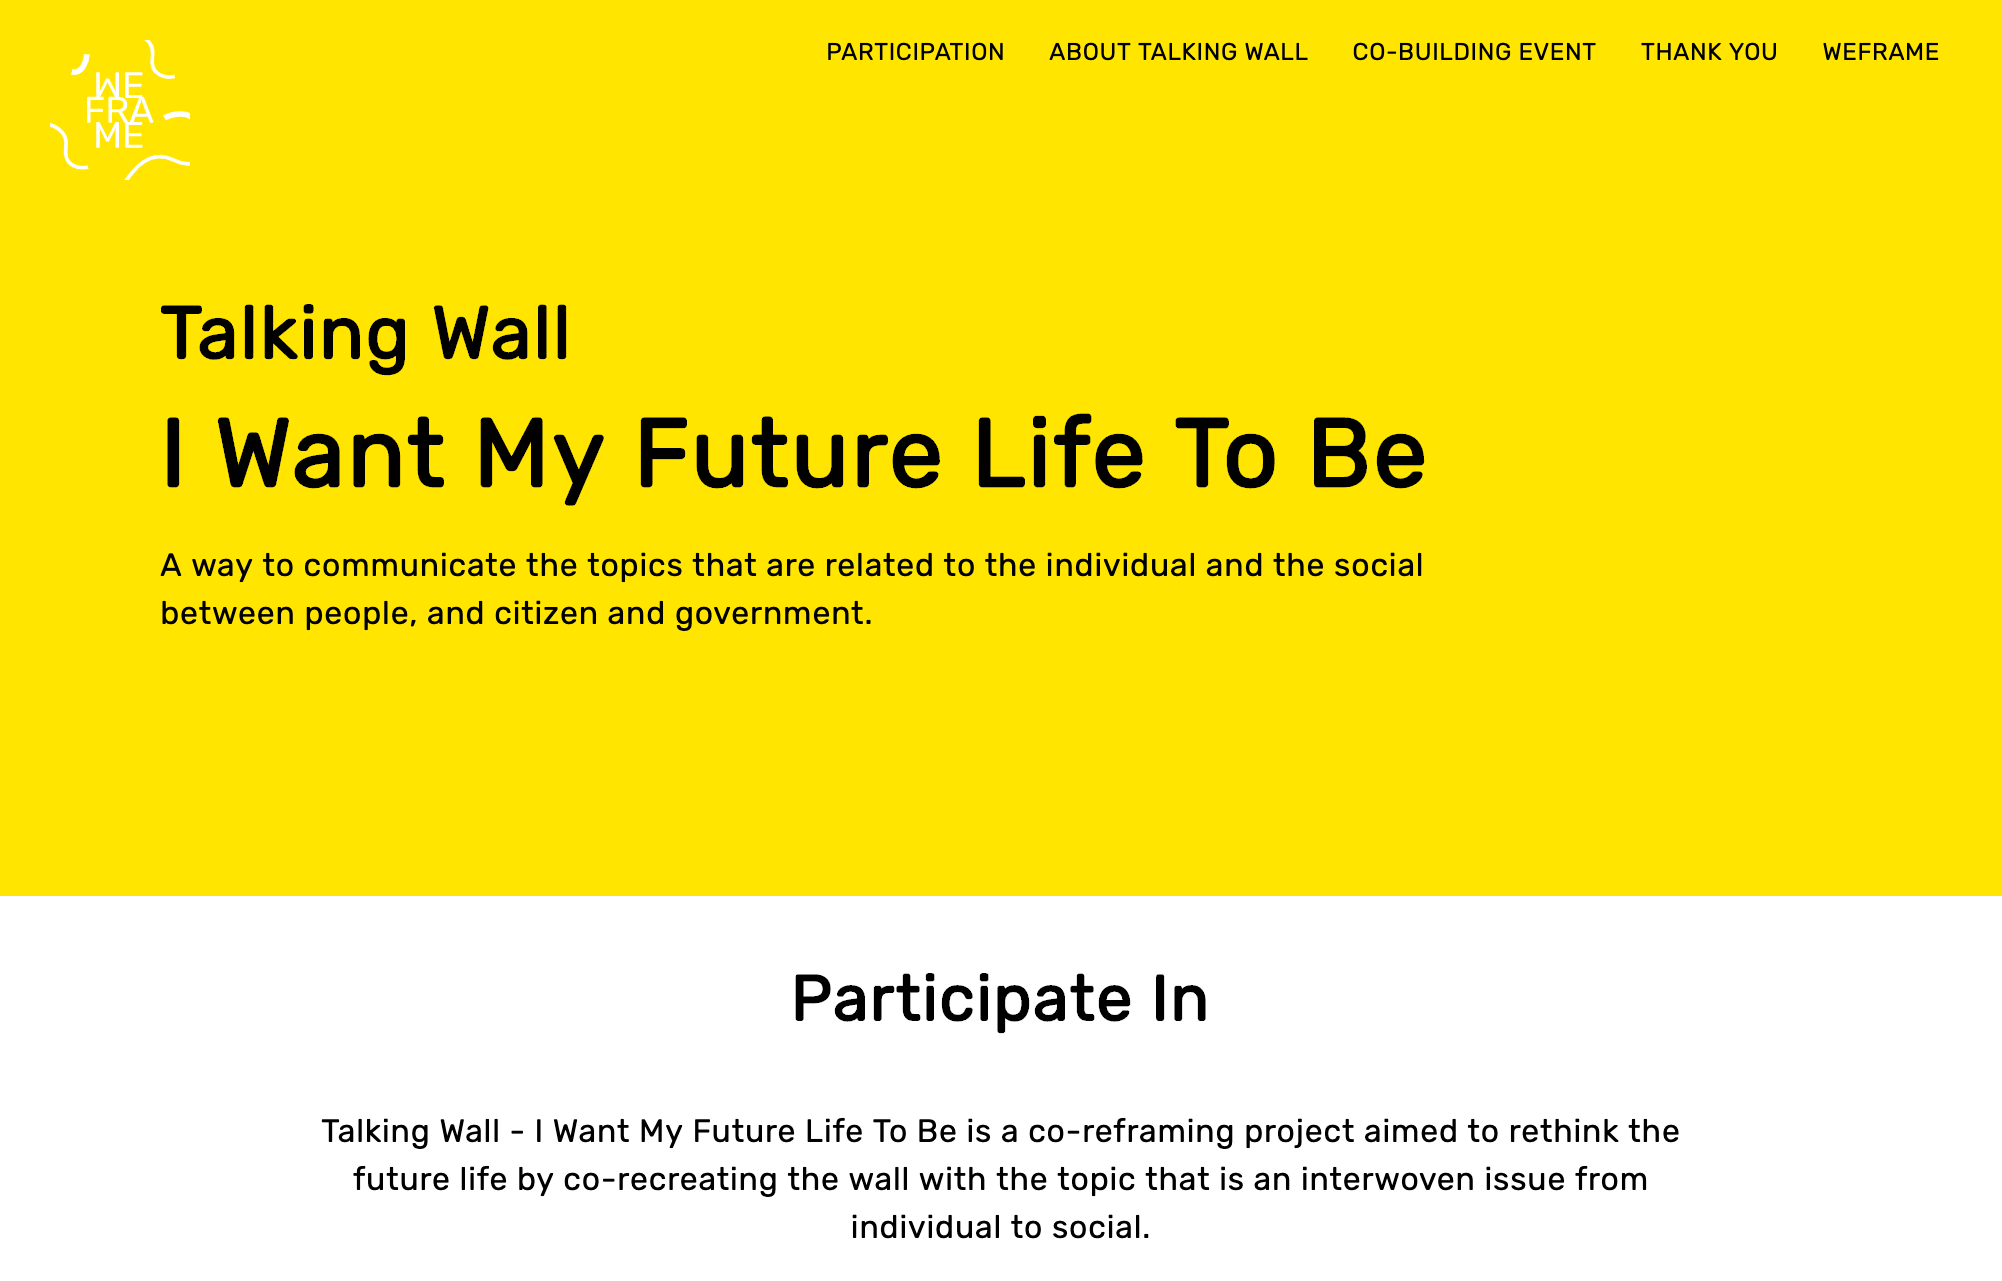 WE
FRA
ME
PARTICIPATION ABOUT TALKING WALL CO-BUILDING EVENT THANK YOU WEFRAME
Talking Wall
I Want My Future Life To Be
A way to communicate the topics that are related to the individual and the social
between people, and citizen and government.
Participate In
Talking Wall - I Want My Future Life To Be is a co-reframing project aimed to rethink the
future life by co-recreating the wall with the topic that is an interwoven issue from
individual to social.